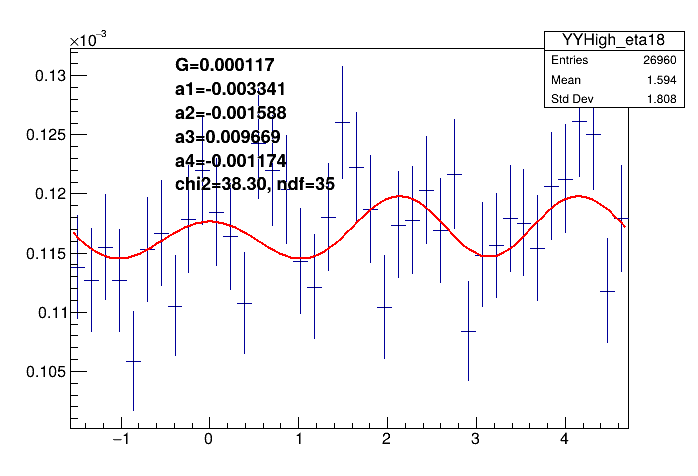 ×10⁻³
YYHigh_eta18
Entries 26960
Mean 1.594
Std Dev 1.808
G=0.000117
a1=-0.003341
a2=-0.001588
a3=0.009669
a4=-0.001174
chi2=38.30, ndf=35
0.13
0.125
0.12
0.115
0.11
0.105
−1 0 1 2 3 4